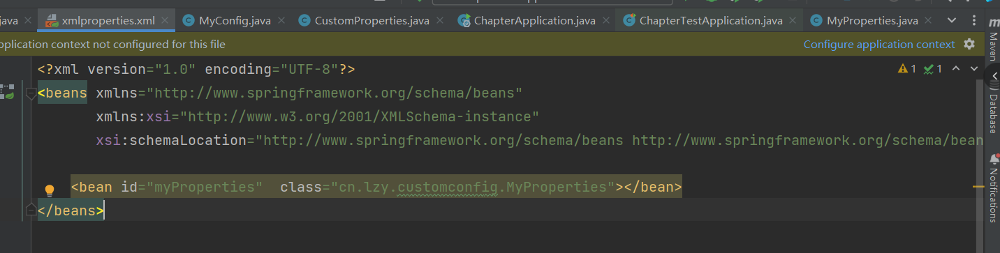 java xmlproperties.xml MyConfig.java CustomProperties.java ChapterApplication.java ChapterTestApplication.java MyProperties.java
pplication context not configured for this file Configure application context
<?xml version="1.0" encoding="UTF-8"?>
1 1
<beans xmlns="http://www.springframework.org/schema/beans"
xmlns:xsi="http://www.w3.org/2001/XMLSchema-instance"
xsi:schemaLocation="http://www.springframework.org/schema/beans http://www.springframework.org/schema/bean
<bean id="myProperties"  class="cn.lzy.customconfig.MyProperties"></bean>
</beans>
m
Maven
Database
Notifications